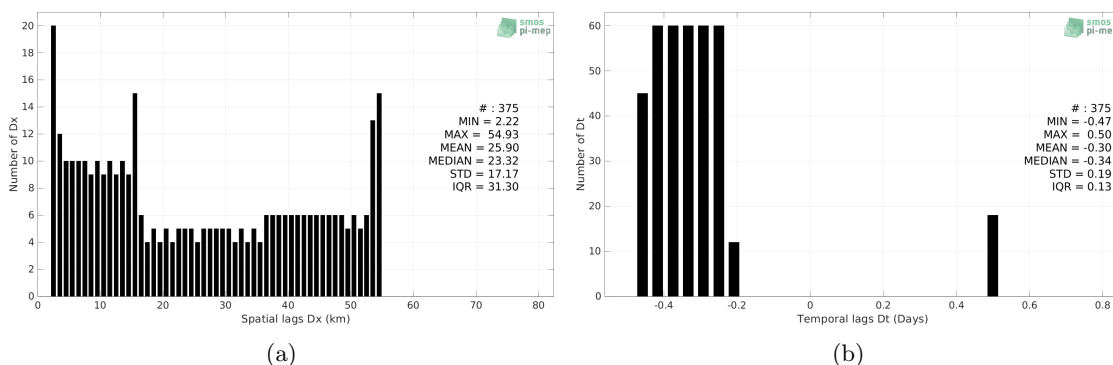 20
18
16
14
12
10
8
6
4
2
0
Number of Dx
0 10 20 30 40 50 60 70 80
Spatial lags Dx (km)
smos
pi-mep
# : 375
MIN = 2.22
MAX = 54.93
MEAN = 25.90
MEDIAN = 23.32
STD = 17.17
IQR = 31.30
(a)
60
50
40
30
20
10
0
Number of Dt
-0.4 -0.2 0 0.2 0.4 0.6 0.8
Temporal lags Dt (Days)
smos
pi-mep
# : 375
MIN = -0.47
MAX = 0.50
MEAN = -0.30
MEDIAN = -0.34
STD = 0.19
IQR = 0.13
(b)